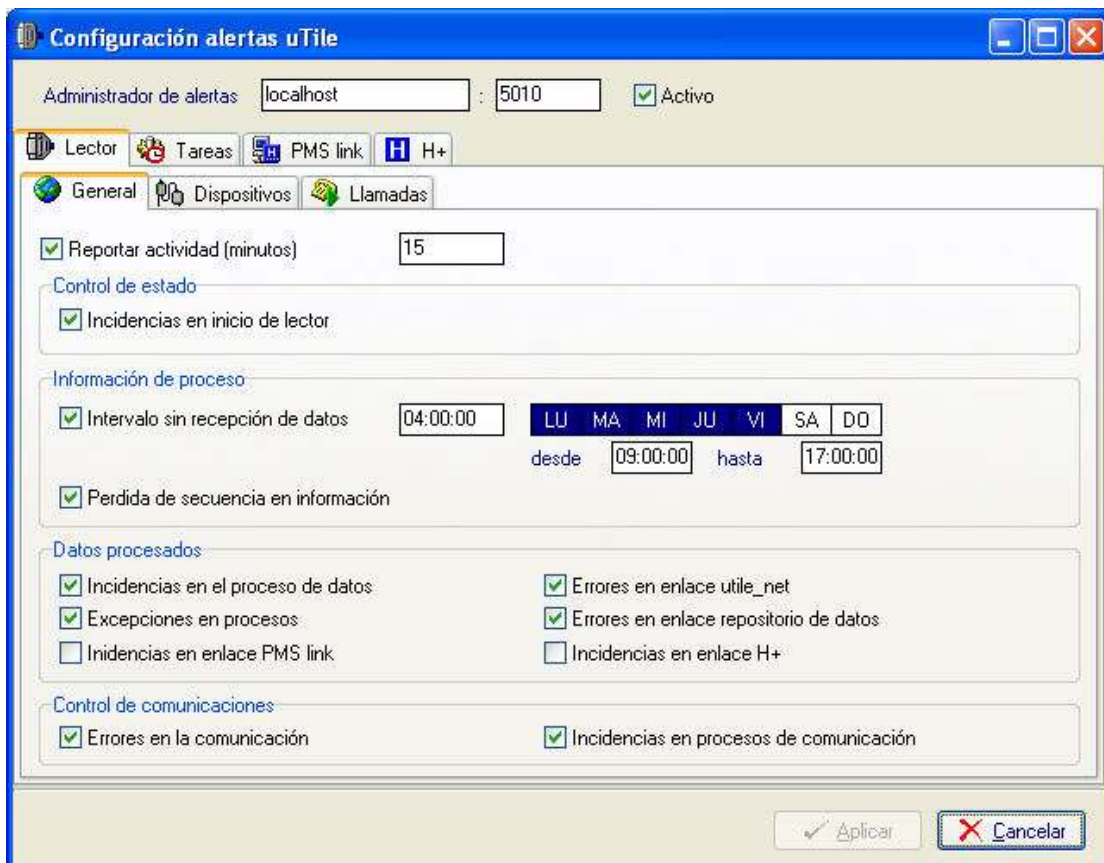 Configuración alertas uTile
Administrador de alertas localhost : 5010 Activo
Lector Tareas PMS link H H+
General Dispositivos Llamadas
Reportar actividad (minutos) 15
Control de estado
Incidencias en inicio de lector
Información de proceso
Intervalo sin recepción de datos 04:00:00 LU MA MI JU VI SA DO
desde 09:00:00 hasta 17:00:00
Perdida de secuencia en información
Datos procesados
Incidencias en el proceso de datos Errores en enlace utile_net
Excepciones en procesos Errores en enlace repositorio de datos
Inidencias en enlace PMS link Incidencias en enlace H+
Control de comunicaciones
Errores en la comunicación Incidencias en procesos de comunicación
Aplicar Cancelar